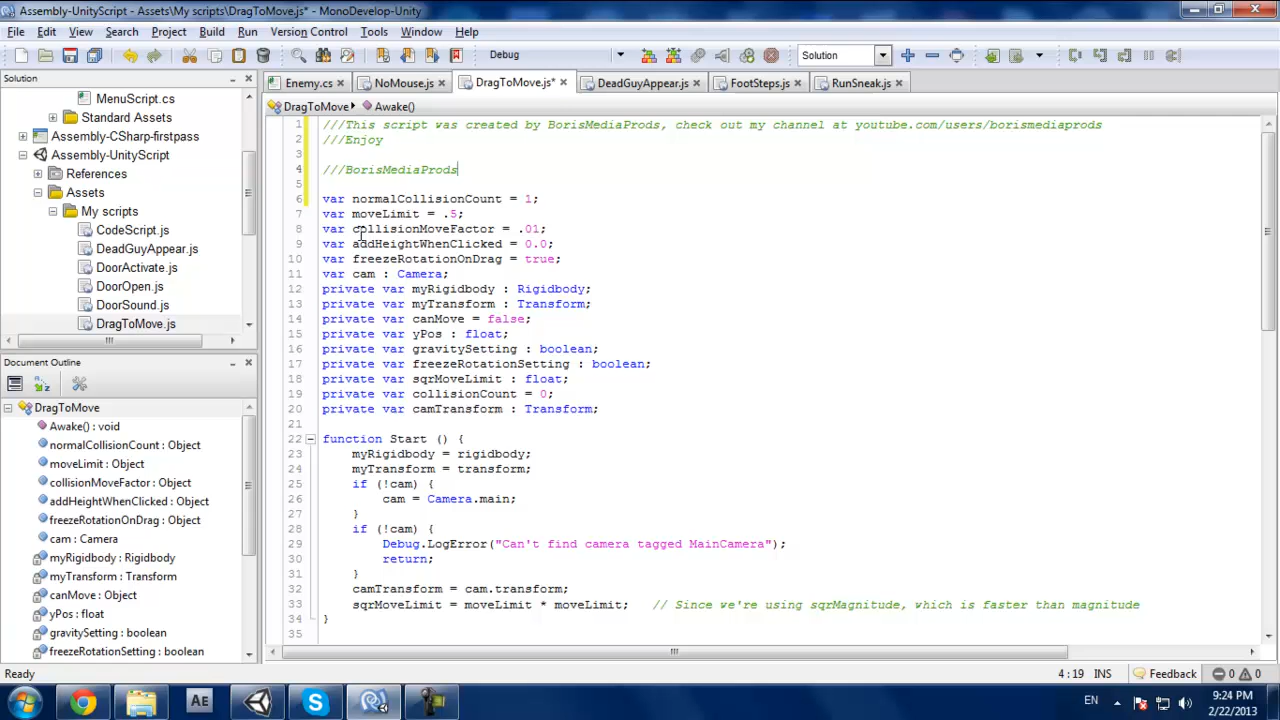 Assembly-UnityScript - Assets\My scripts\DragToMove.js* - MonoDevelop-Unity
File Edit View Search Project Build Run Version Control Tools Window Help
Debug
Solution
Solution
MenuScript.cs
Standard Assets
Assembly-CSharp-firstpass
Assembly-UnityScript
References
Assets
My scripts
CodeScript.js
DeadGuyAppear.js
DoorActivate.js
DoorOpen.js
DoorSound.js
DragToMove.js
Document Outline
DragToMove
Awake() : void
normalCollisionCount : Object
moveLimit : Object
collisionMoveFactor : Object
addHeightWhenClicked : Object
freezeRotationOnDrag : Object
cam : Camera
myRigidbody : Rigidbody
myTransform : Transform
canMove : Object
yPos : float
gravitySetting : boolean
freezeRotationSetting : boolean
Enemy.cs NoMouse.js DragToMove.js* DeadGuyAppear.js FootSteps.js RunSneak.js
DragToMove Awake()
1 ///This script was created by BorisMediaProds, check out my channel at youtube.com/users/borismediaprods
2 ///Enjoy
3
4 ///BorisMediaProds
5
6 var normalCollisionCount = 1;
7 var moveLimit = .5;
8 var collisionMoveFactor = .01;
9 var addHeightWhenClicked = 0.0;
10 var freezeRotationOnDrag = true;
11 var cam : Camera;
12 private var myRigidbody : Rigidbody;
13 private var myTransform : Transform;
14 private var canMove = false;
15 private var yPos : float;
16 private var gravitySetting : boolean;
17 private var freezeRotationSetting : boolean;
18 private var sqrMoveLimit : float;
19 private var collisionCount = 0;
20 private var camTransform : Transform;
21
22 function Start () {
23 myRigidbody = rigidbody;
24 myTransform = transform;
25 if (!cam) {
26 cam = Camera.main;
27 }
28 if (!cam) {
29 Debug.LogError("Can't find camera tagged MainCamera");
30 return;
31 }
32 camTransform = cam.transform;
33 sqrMoveLimit = moveLimit * moveLimit; // Since we're using sqrMagnitude, which is faster than magnitude
34 }
35
Ready
4:19 INS Feedback 0 0
Ae
EN
9:24 PM
2/22/2013